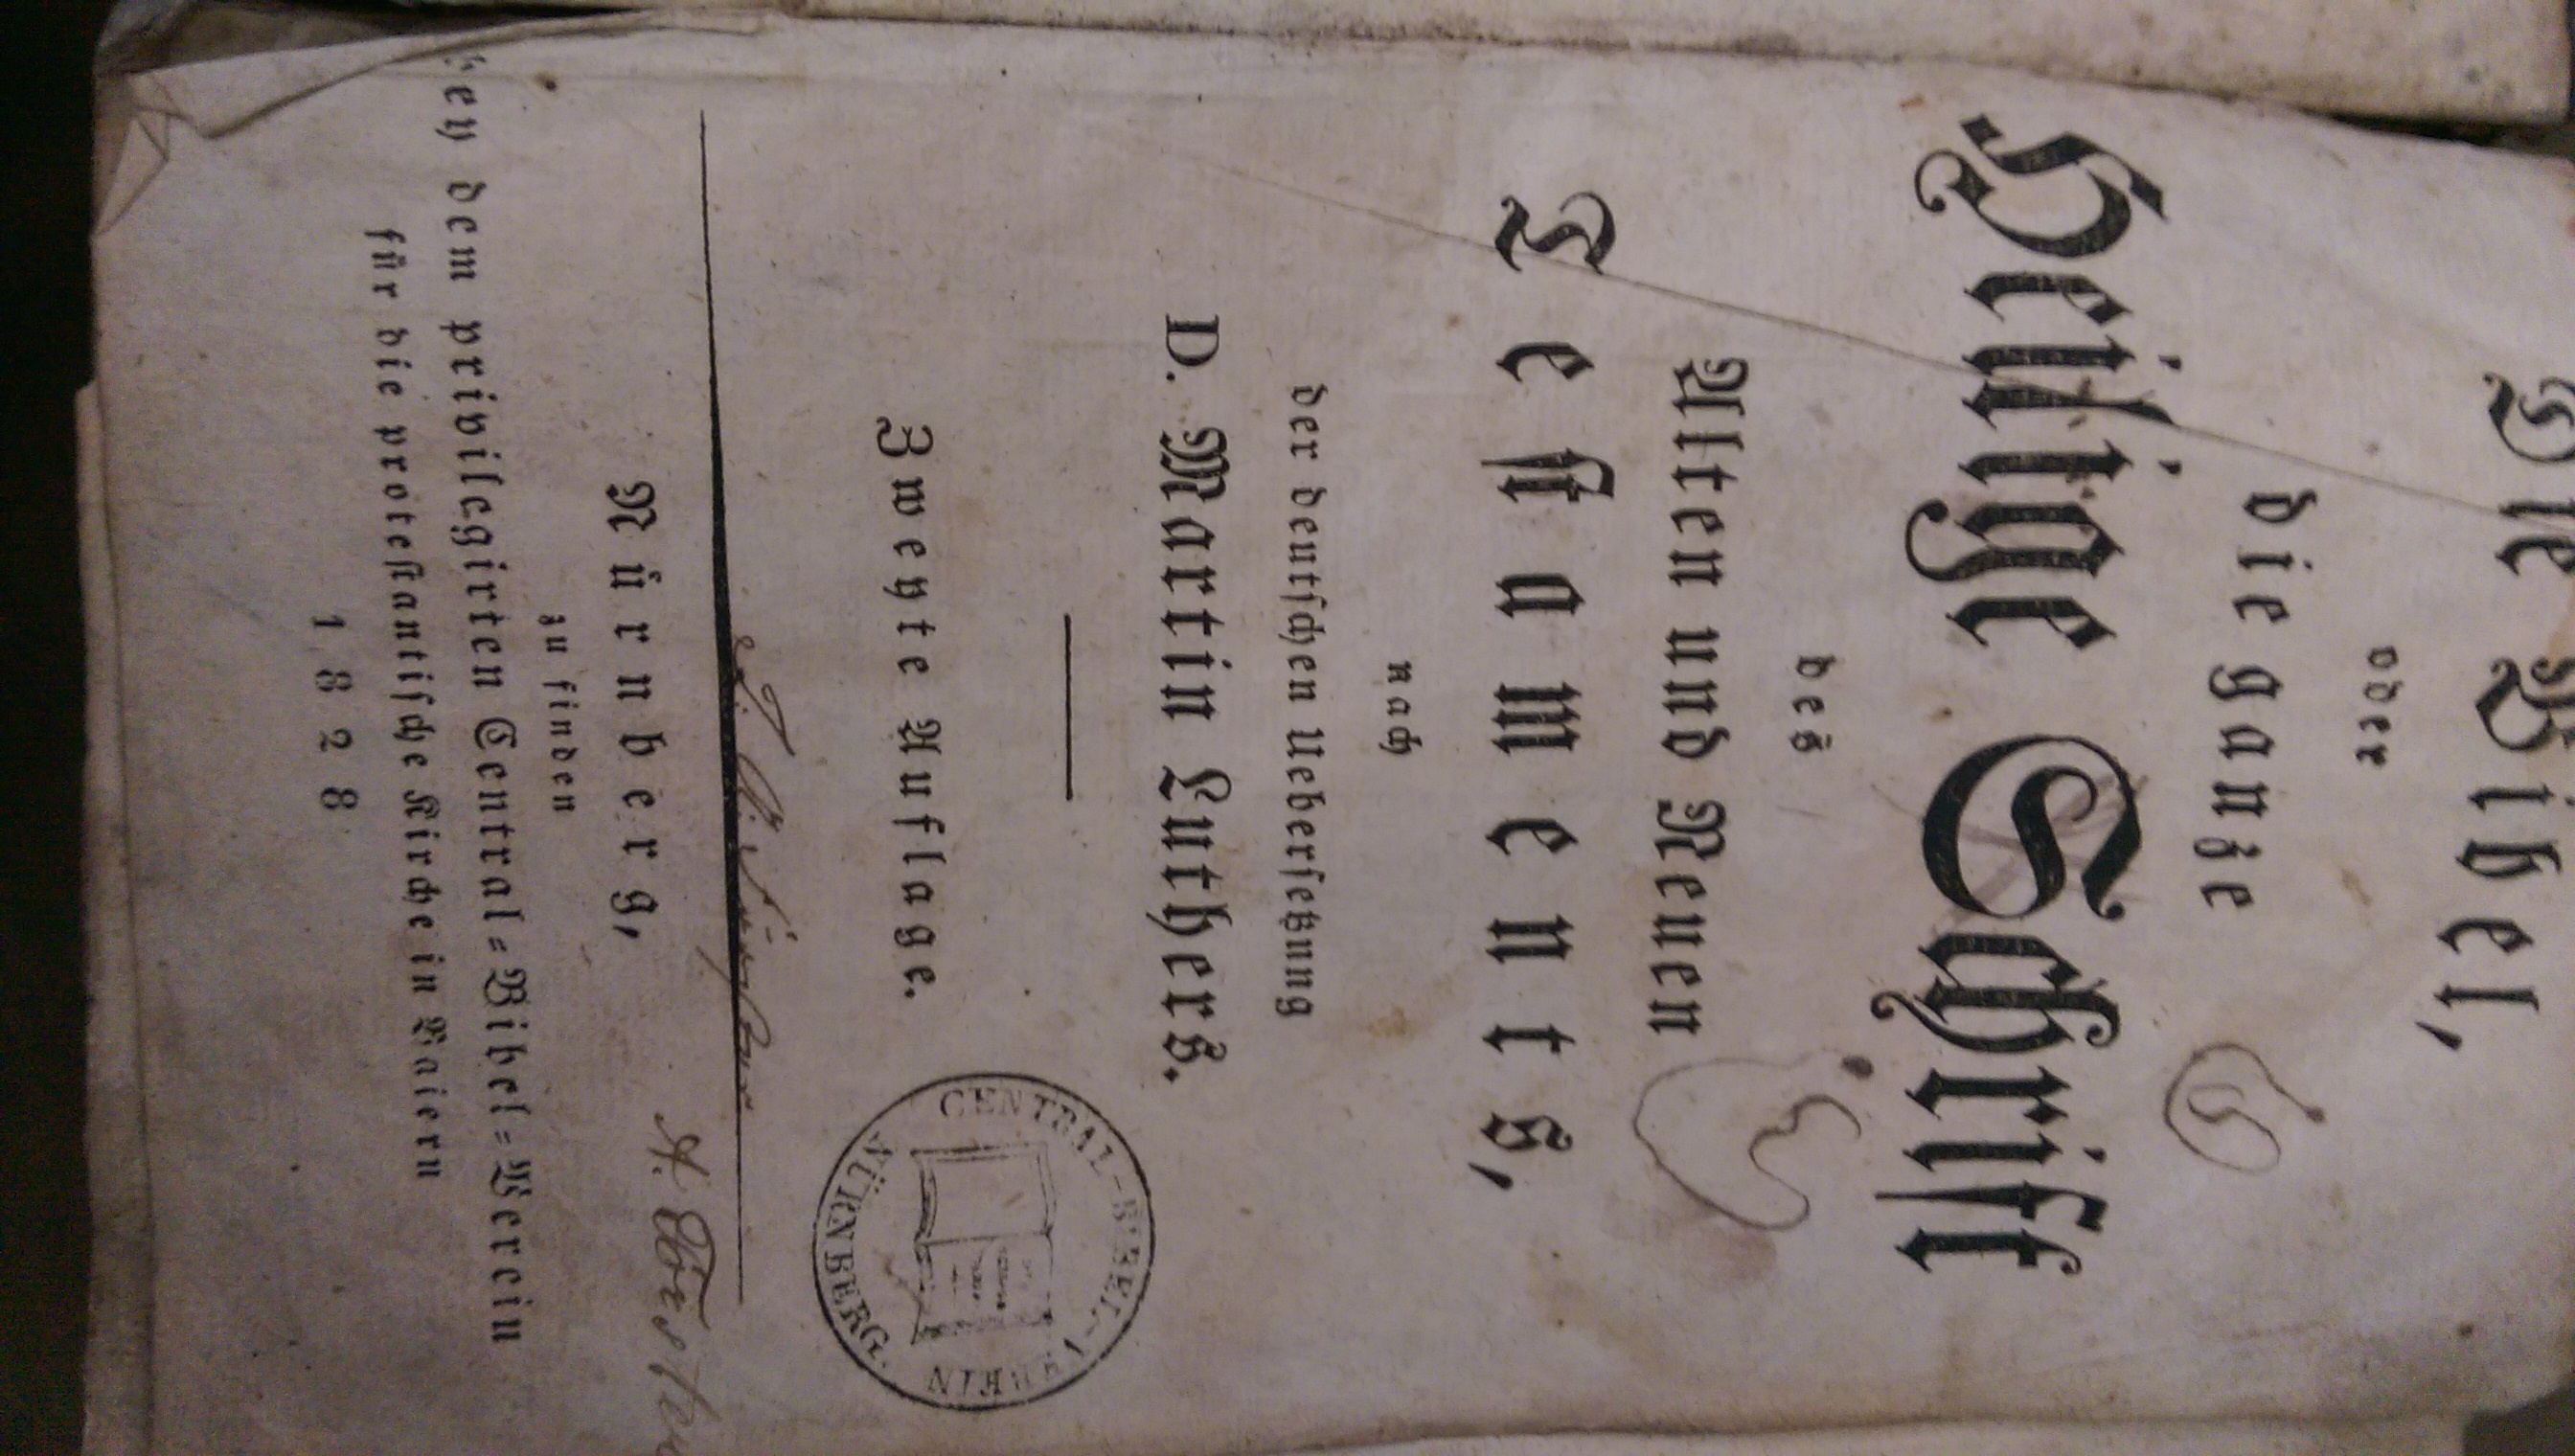 Die Bibel,
oder
die ganze
Heilige Schrift
des
Alten und Neuen
Testaments,
nach
der deutschen Uebersetzung
D. Martin Luthers.
Zweyte Auflage.
CENTRAL-BIBEL-VEREIN
NÜRNBERG.
Nürnberg,
zu finden
bey dem privilegirten Central-Bibel-Verein
für die protestantische Kirche in Baiern
1828